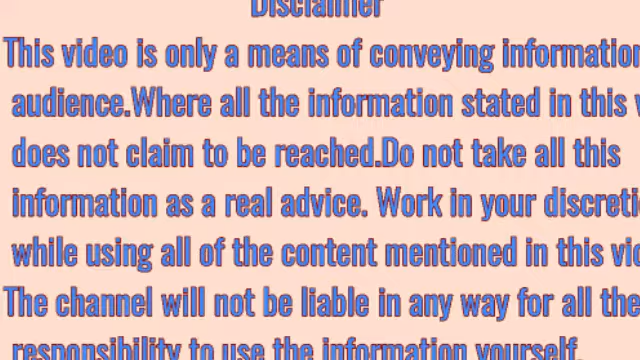 Disclaimer
This video is only a means of conveying information
audience.Where all the information stated in this
does not claim to be reached.Do not take all this
information as a real advice. Work in your discreti
while using all of the content mentioned in this vi
The channel will not be liable in any way for all the
responsibility to use the information yourself.